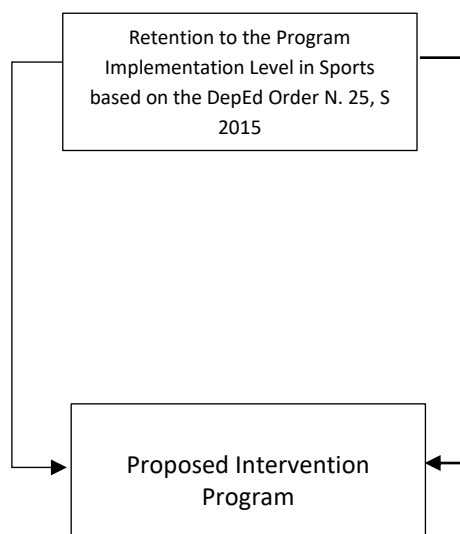 Retention to the Program
Implementation Level in Sports
based on the DepEd Order N. 25, S
2015
Proposed Intervention
Program